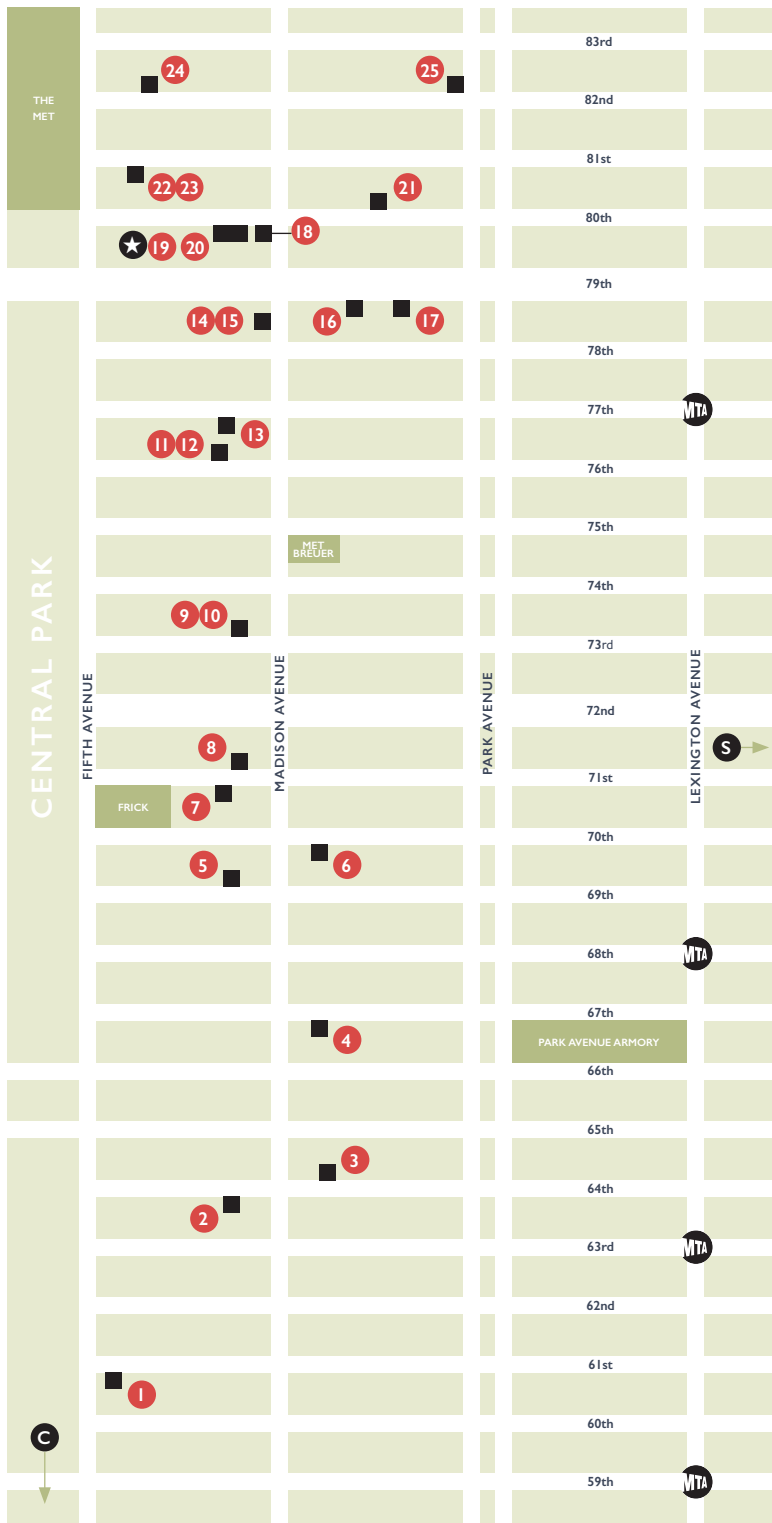 83rd
24
25
THE
MET
82nd
81st
22
23
21
80th
18
19
20
79th
14
15
16
17
78th
MTA
77th
13
11
12
76th
75th
MET
BREUER
74th
9
10
73rd
CENTRAL PARK
FIFTH AVENUE
MADISON AVENUE
PARK AVENUE
LEXINGTON AVENUE
72nd
8
S
71st
FRICK
7
70th
5
6
69th
68th
MTA
67th
4
PARK AVENUE ARMORY
66th
65th
3
64th
2
63rd
MTA
62nd
61st
1
60th
C
59th
MTA